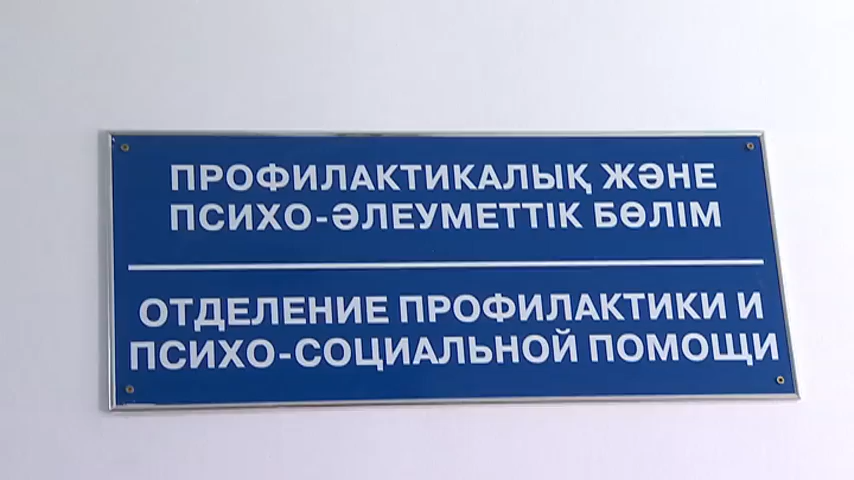 ПРОФИЛАКТИКАЛЫҚ ЖӘНЕ
ПСИХО-ӘЛЕУМЕТТІК БӨЛІМ
ОТДЕЛЕНИЕ ПРОФИЛАКТИКИ И
ПСИХО-СОЦИАЛЬНОЙ ПОМОЩИ